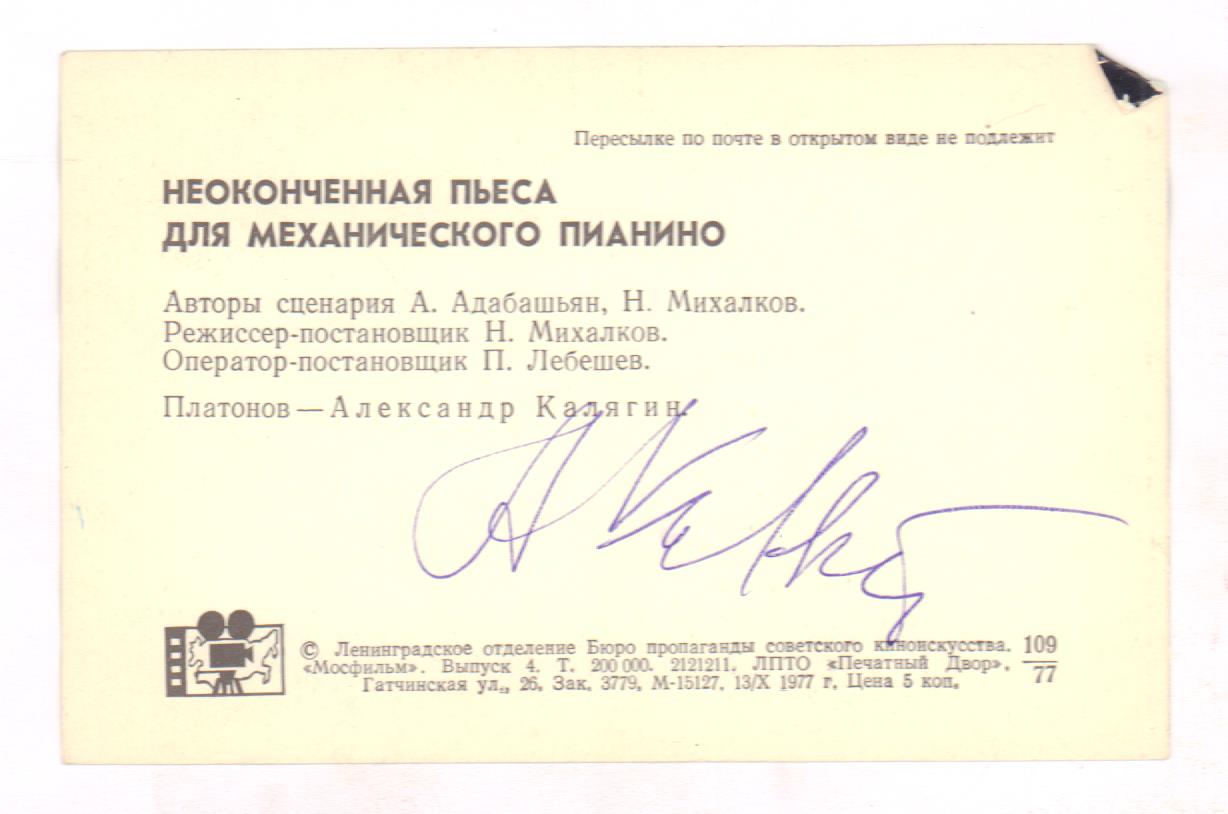 Пересылке по почте в открытом виде не подлежит
НЕОКОНЧЕННАЯ ПЬЕСА
ДЛЯ МЕХАНИЧЕСКОГО ПИАНИНО
Авторы сценария А. Адабашьян, Н. Михалков.
Режиссер-постановщик Н. Михалков.
Оператор-постановщик П. Лебешев.
Платонов — Александр Калягин.
© Ленинградское отделение Бюро пропаганды советского киноискусства.
«Мосфильм». Выпуск 4. Т. 200 000. 2121211. ЛПТО «Печатный Двор»,
Гатчинская ул., 26. Зак. 3779. М-15127. 13/X 1977 г. Цена 5 коп.
109
77